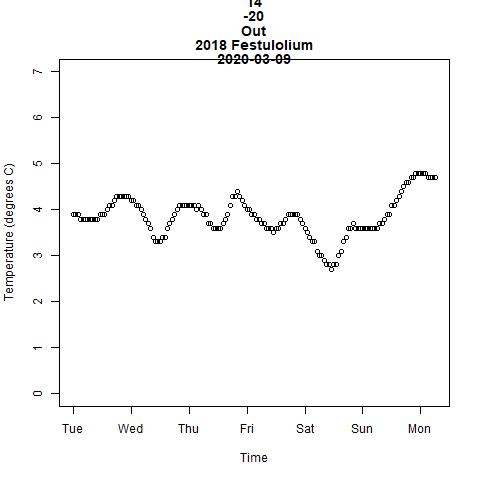 14
-20
Out
2018 Festulolium
2020-03-09
7
6
5
4
3
2
1
0
Temperature (degrees C)
Tue Wed Thu Fri Sat Sun Mon
Time